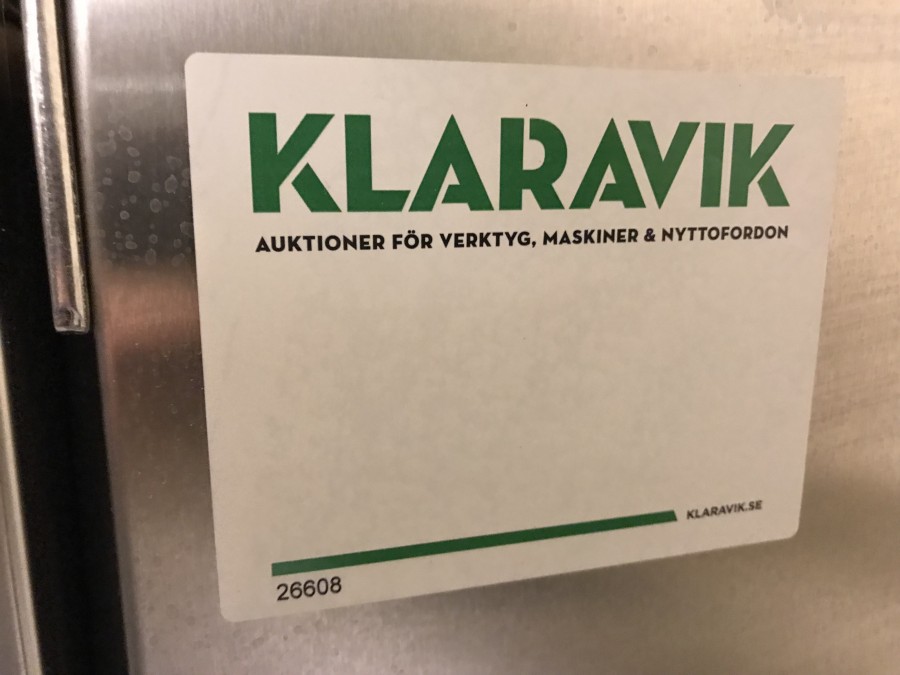 KLARAVIK
AUKTIONER FÖR VERKTYG, MASKINER & NYTTOFORDON
KLARAVIK.SE
26608